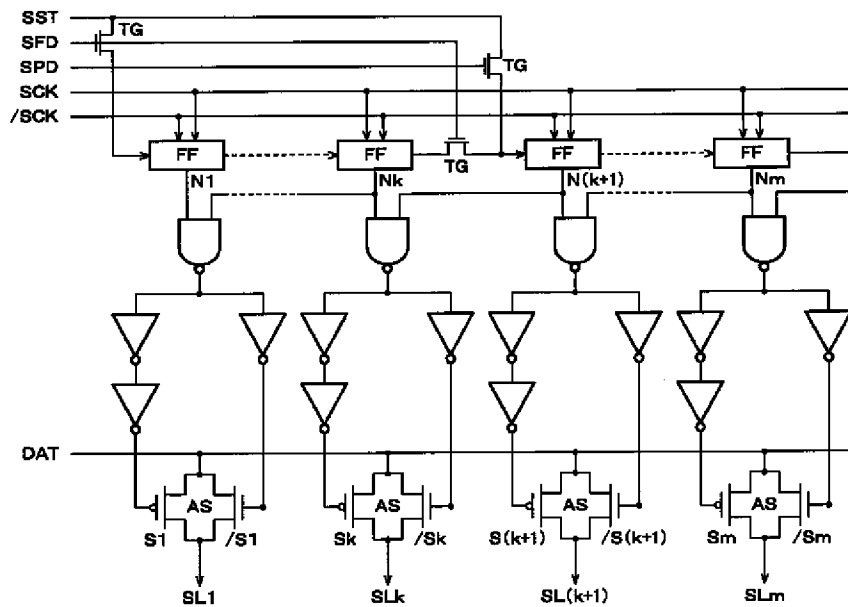 SST
TG
SFD
SPD
TG
SCK
/SCK
FF FF FF FF
TG
N1 Nk N(k+1) Nm
DAT
AS AS AS AS
S1 /S1 Sk /Sk S(k+1) /S(k+1) Sm /Sm
SL1 SLk SL(k+1) SLm